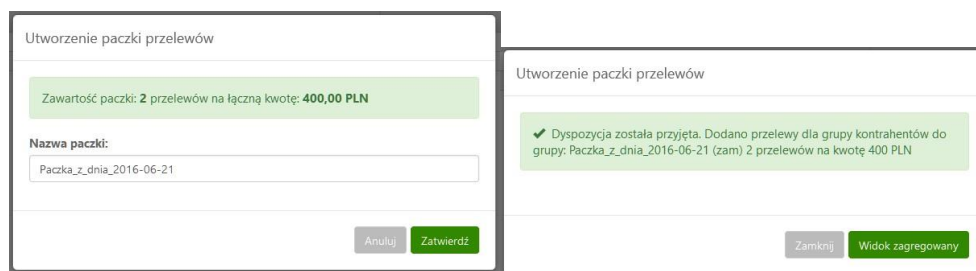 Utworzenie paczki przelewów
Zawartość paczki: 2 przelewów na łączną kwotę: 400,00 PLN
Nazwa paczki:
Paczka_z_dnia_2016-06-21
Anuluj Zatwierdź
Utworzenie paczki przelewów
✔ Dyspozycja została przyjęta. Dodano przelewy dla grupy kontrahentów do
grupy: Paczka_z_dnia_2016-06-21 (zam) 2 przelewów na kwotę 400 PLN
Zamknij Widok zagregowany